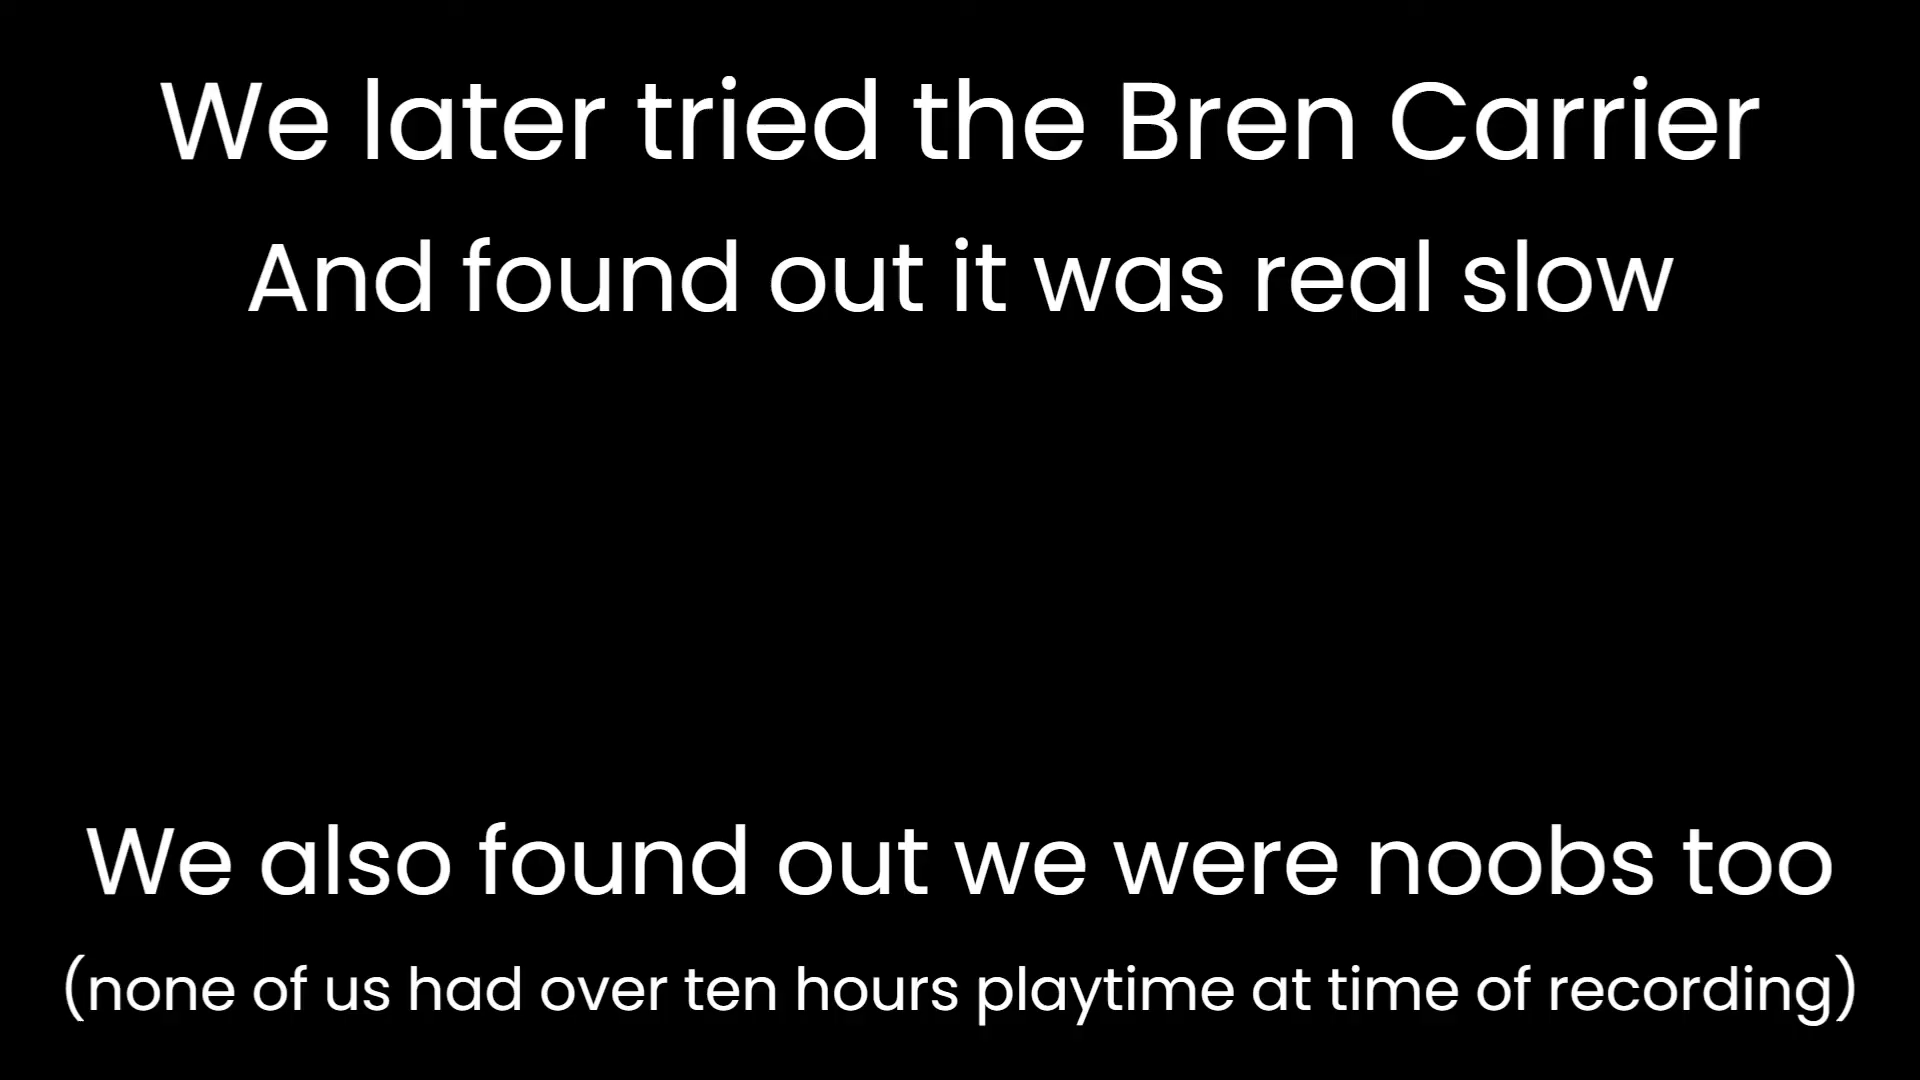 We later tried the Bren Carrier
And found out it was real slow
We also found out we were noobs too
(none of us had over ten hours playtime at time of recording)